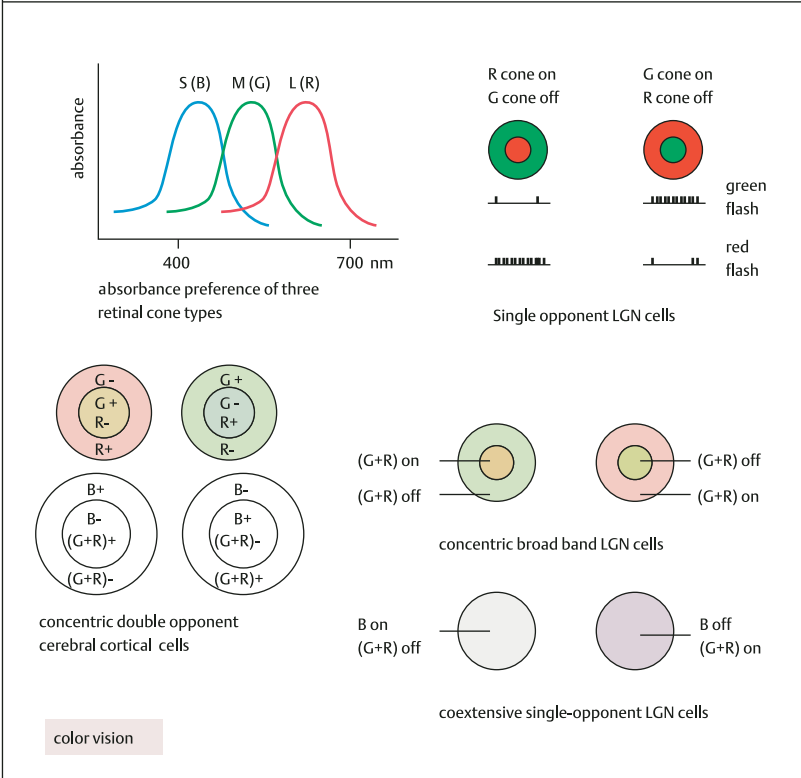 S (B) M (G) L (R)
absorbance
400 700 nm
absorbance preference of three
retinal cone types
R cone on
G cone off
G cone on
R cone off
green
flash
red
flash
Single opponent LGN cells
G -
G +
R-
R+
G +
G -
R+
R-
B+
B-
(G+R)+
(G+R)-
B-
B+
(G+R)-
(G+R)+
concentric double opponent
cerebral cortical cells
(G+R) on
(G+R) off
(G+R) off
(G+R) on
concentric broad band LGN cells
B on
(G+R) off
B off
(G+R) on
coextensive single-opponent LGN cells
color vision